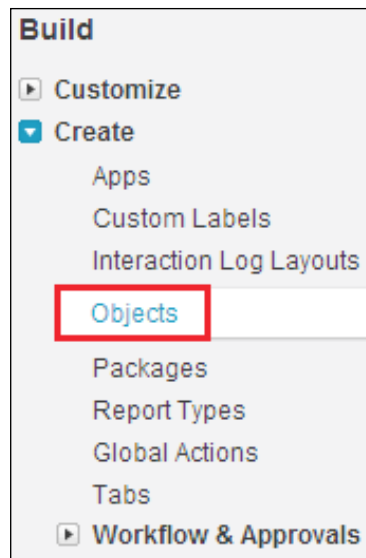 Build
Customize
Create
Apps
Custom Labels
Interaction Log Layouts
Objects
Packages
Report Types
Global Actions
Tabs
Workflow & Approvals